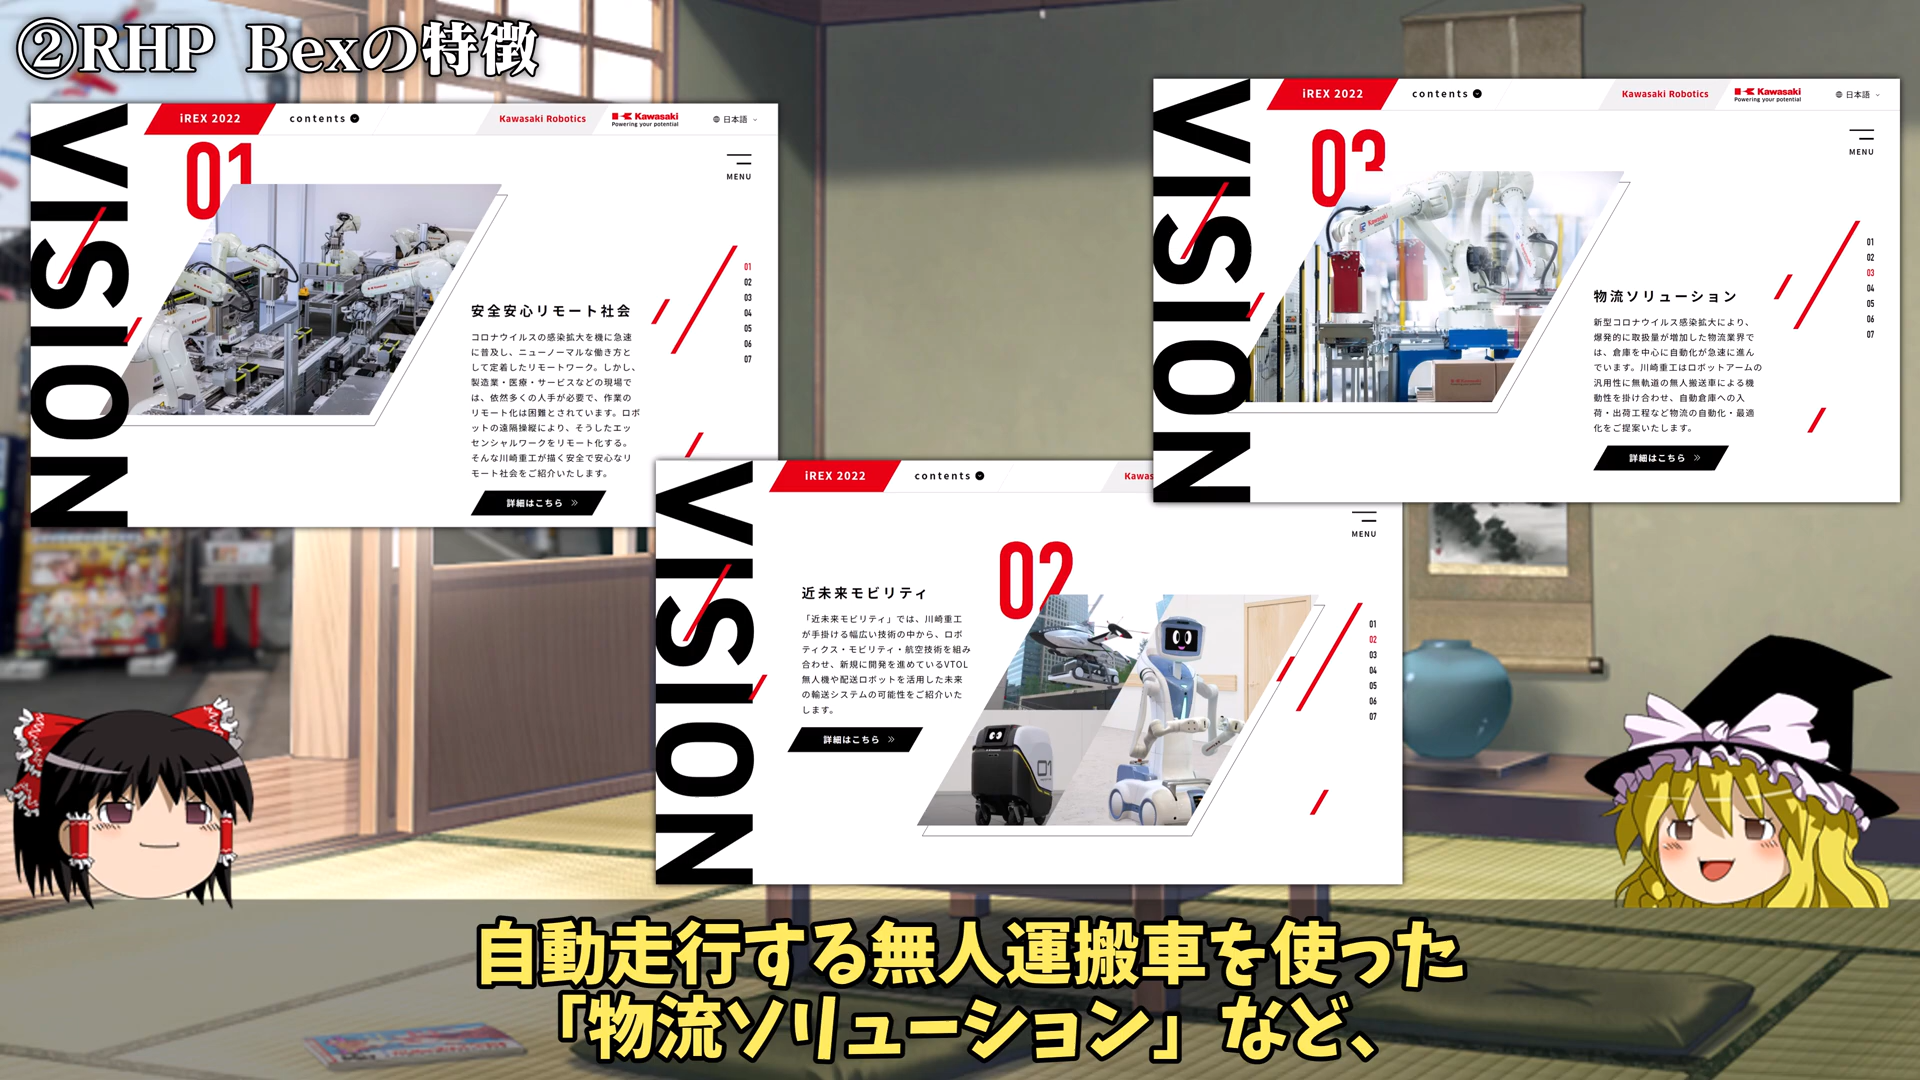 ②RHP Bexの特徴
VISION
iREX 2022
contents
Kawasaki Robotics
Kawasaki
Powering your potential
日本語
MENU
01
安全安心リモート社会
コロナウイルスの感染拡大を機に急速
に普及し、ニューノーマルな働き方と
して定着したリモートワーク。しかし、
製造業・医療・サービスなどの現場で
は、依然多くの人手が必要で、作業の
リモート化は困難とされています。ロボ
ットの遠隔操縦により、そうしたエッ
センシャルワークをリモート化する。
そんな川崎重工が描く安全で安心なリ
モート社会をご紹介いたします。
詳細はこちら
01
02
03
04
05
06
07
VISION
iREX 2022
contents
Kawas
MENU
02
近未来モビリティ
「近未来モビリティ」では、川崎重工
が手掛ける幅広い技術の中から、ロボ
ティクス・モビリティ・航空技術を組み
合わせ、新規に開発を進めているVTOL
無人機や配送ロボットを活用した未来
の輸送システムの可能性をご紹介いた
します。
詳細はこちら
01
02
03
04
05
06
07
VISION
iREX 2022
contents
Kawasaki Robotics
Kawasaki
Powering your potential
日本語
MENU
03
物流ソリューション
新型コロナウイルス感染拡大により、
爆発的に取扱量が増加した物流業界で
は、倉庫を中心に自動化が急速に進ん
でいます。川崎重工はロボットアームの
汎用性に無軌道の無人搬送車による機
動性を掛け合わせ、自動倉庫への入
荷・出荷工程など物流の自動化・最適
化をご提案いたします。
詳細はこちら
01
02
03
04
05
06
07
自動走行する無人運搬車を使った
「物流ソリューション」など、